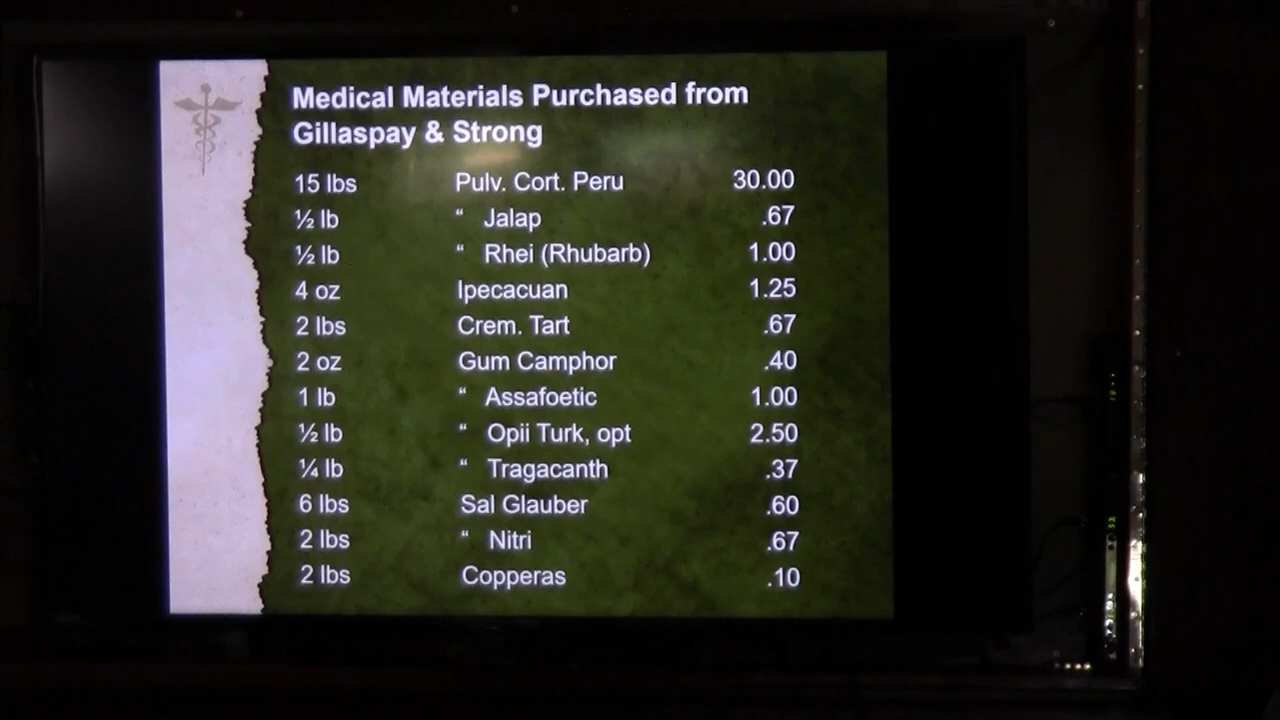 Medical Materials Purchased from
Gillaspay & Strong
15 lbs Pulv. Cort. Peru 30.00
½ lb “ Jalap .67
½ lb “ Rhei (Rhubarb) 1.00
4 oz Ipecacuan 1.25
2 lbs Crem. Tart .67
2 oz Gum Camphor .40
1 lb “ Assafoetic 1.00
½ lb “ Opii Turk, opt 2.50
¼ lb “ Tragacanth .37
6 lbs Sal Glauber .60
2 lbs “ Nitri .67
2 lbs Copperas .10